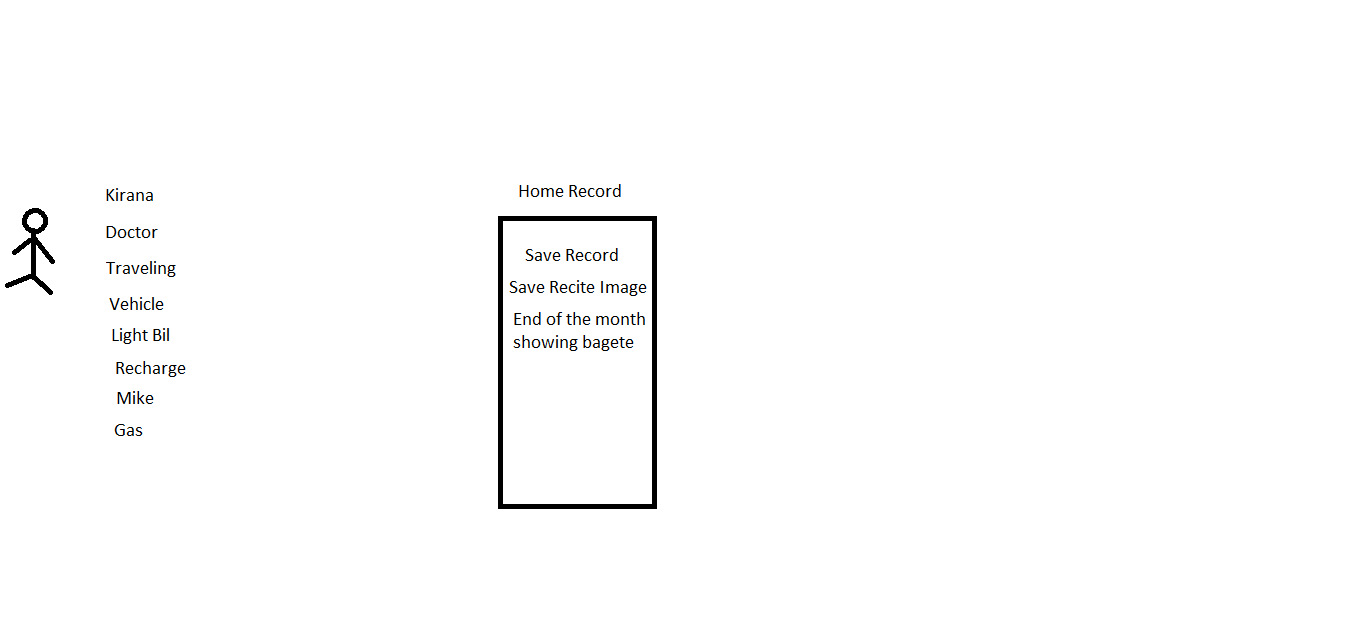 Kirana
Doctor
Traveling
Vehicle
Light Bil
Recharge
Mike
Gas
Home Record
Save Record
Save Recite Image
End of the month
showing bagete